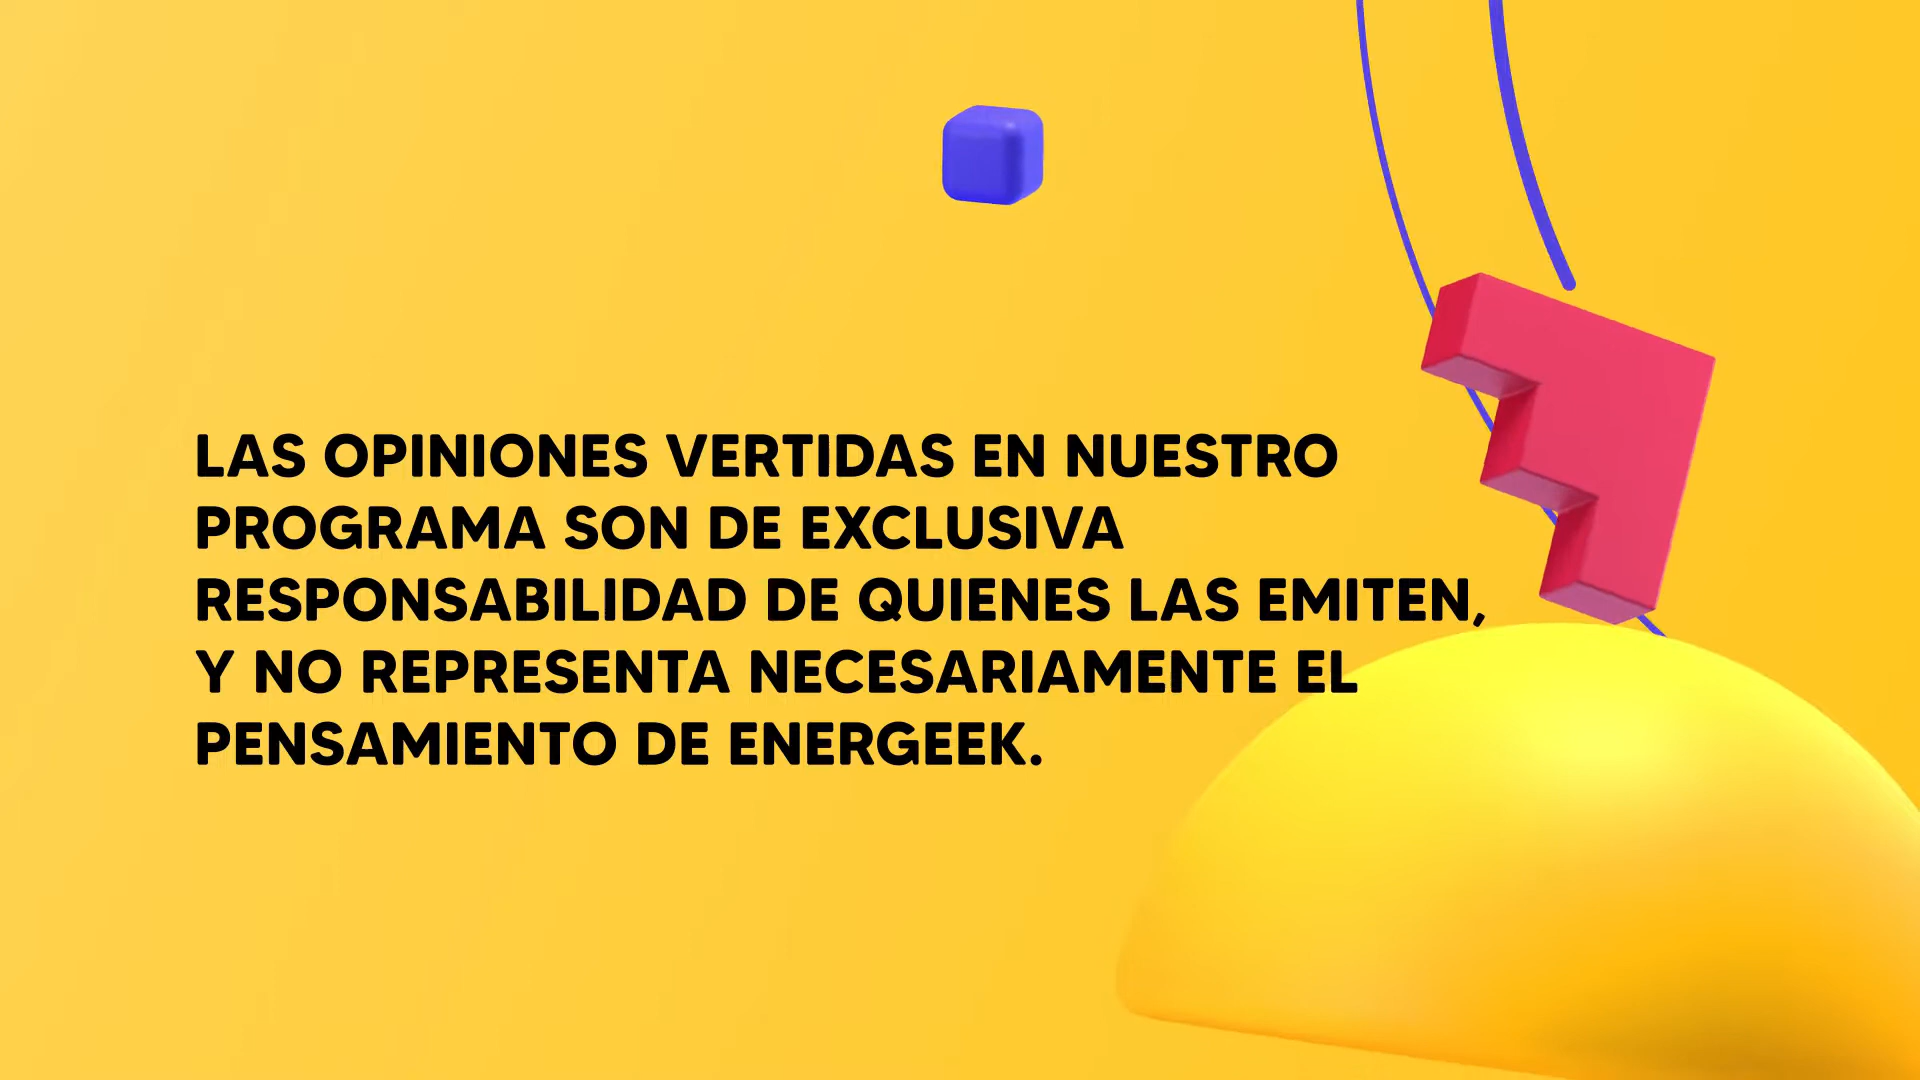 LAS OPINIONES VERTIDAS EN NUESTRO
PROGRAMA SON DE EXCLUSIVA
RESPONSABILIDAD DE QUIENES LAS EMITEN,
Y NO REPRESENTA NECESARIAMENTE EL
PENSAMIENTO DE ENERGEEK.